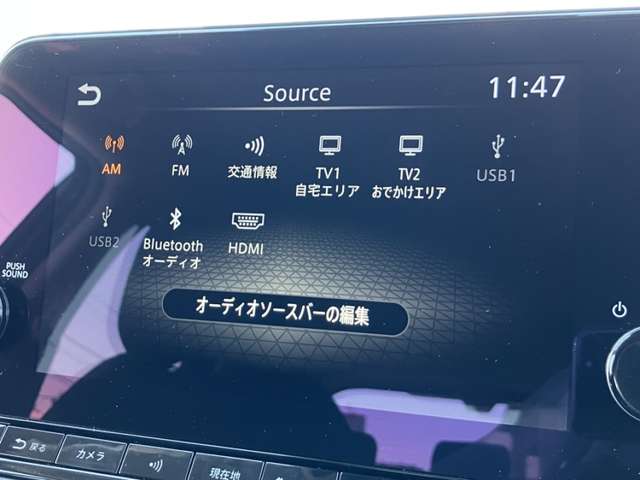 Source
11:47
AM
FM
交通情報
TV1
自宅エリア
TV2
おでかけエリア
USB1
USB2
Bluetooth
オーディオ
HDMI
オーディオソースバーの編集
PUSH
SOUND
戻る
カメラ
現在地